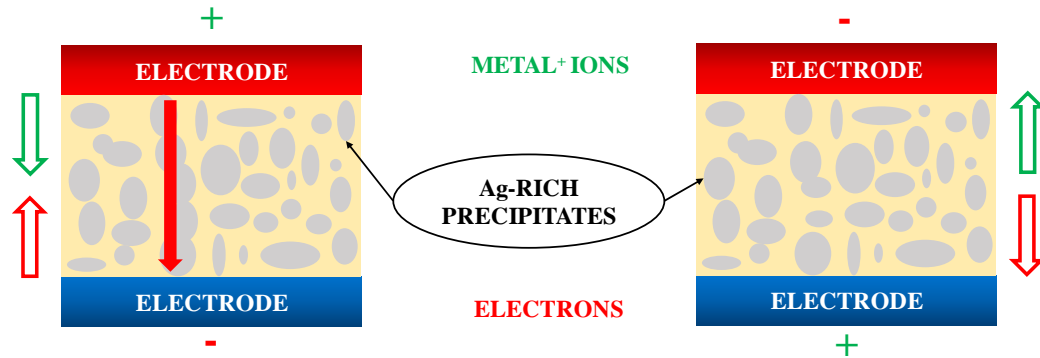 +
-
ELECTRODE
METAL⁺ IONS
ELECTRODE
Ag-RICH
PRECIPITATES
ELECTRODE
ELECTRONS
ELECTRODE
-
+